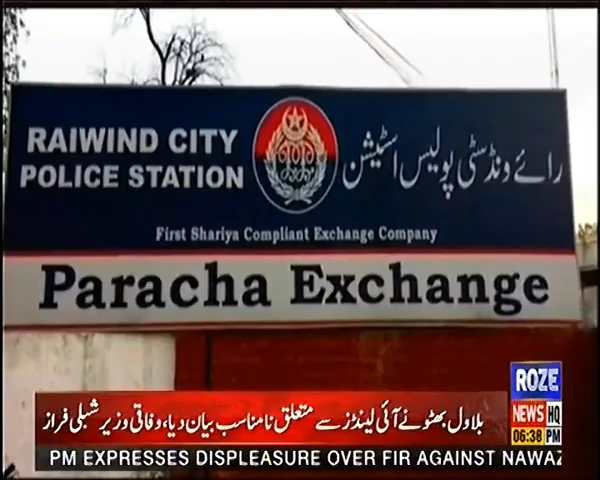 RAIWIND CITY
POLICE STATION
رائے ونڈ سٹی پولیس اسٹیشن
First Shariya Compliant Exchange Company
Paracha Exchange
ROZE
NEWS HQ
06:38 PM
بلاول بھٹو نے آئی لینڈز سے متعلق نامناسب بیان دیا، وفاقی وزیر شبلی فراز
PM EXPRESSES DISPLEASURE OVER FIR AGAINST NAWAZ